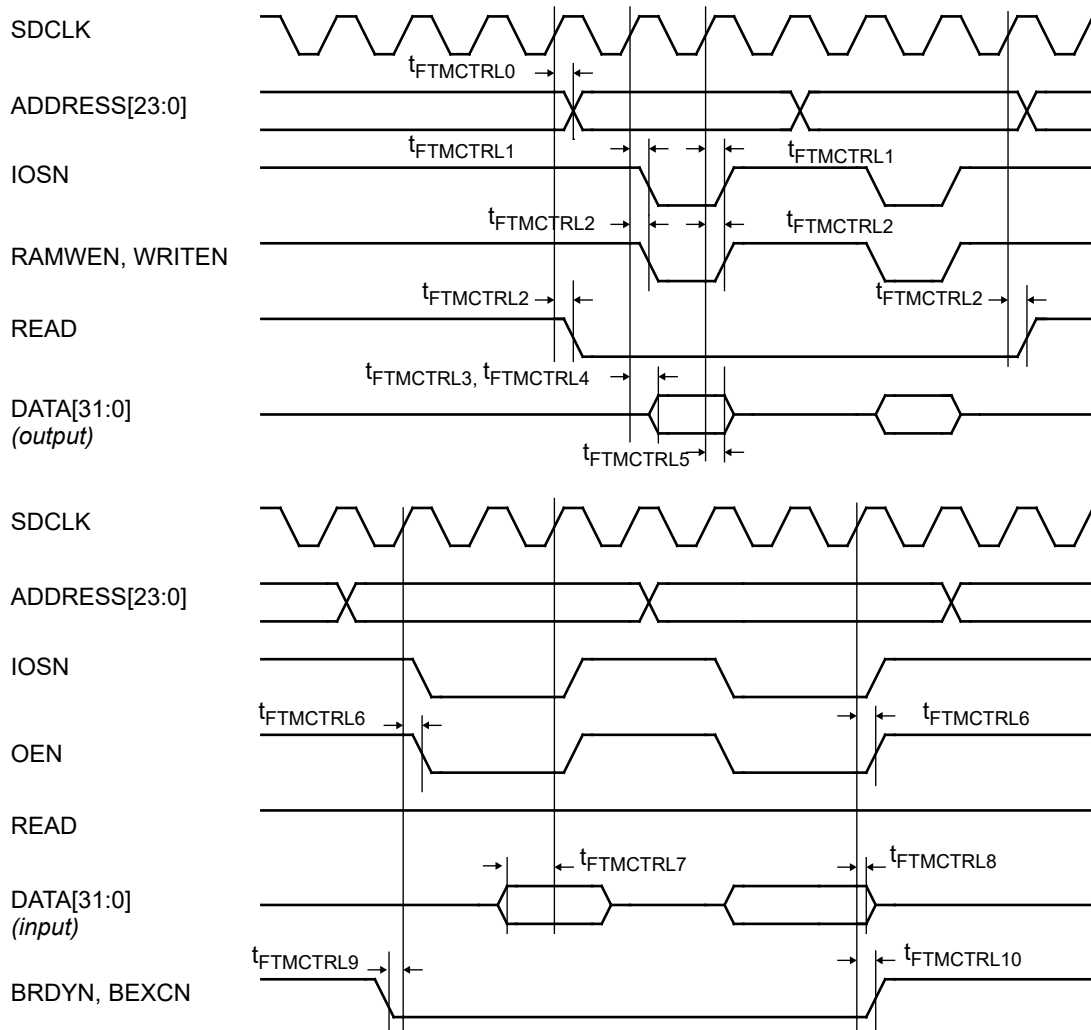 SDCLK
tFTMCTRL0
ADDRESS[23:0]
tFTMCTRL1 tFTMCTRL1
IOSN
tFTMCTRL2 tFTMCTRL2
RAMWEN, WRITEN
tFTMCTRL2 tFTMCTRL2
READ
tFTMCTRL3, tFTMCTRL4
DATA[31:0]
(output)
tFTMCTRL5
SDCLK
ADDRESS[23:0]
IOSN
tFTMCTRL6 tFTMCTRL6
OEN
READ
tFTMCTRL7 tFTMCTRL8
DATA[31:0]
(input)
tFTMCTRL9 tFTMCTRL10
BRDYN, BEXCN